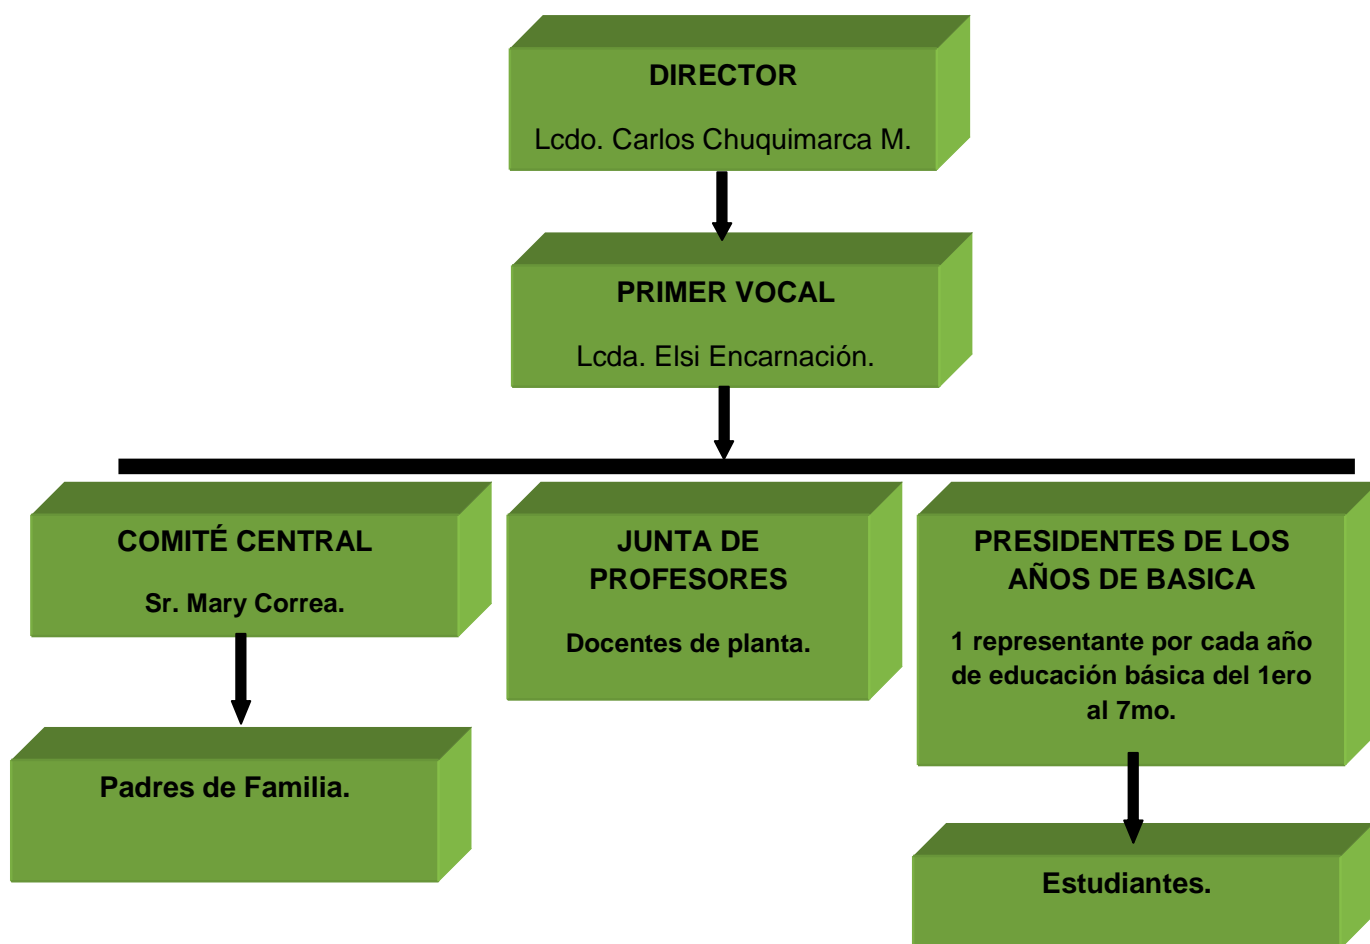 DIRECTOR
Lcdo. Carlos Chuquimarca M.
PRIMER VOCAL
Lcda. Elsi Encarnación.
COMITÉ CENTRAL
Sr. Mary Correa.
JUNTA DE
PROFESORES
Docentes de planta.
PRESIDENTES DE LOS
AÑOS DE BASICA
1 representante por cada año
de educación básica del 1ero
al 7mo.
Padres de Familia.
Estudiantes.